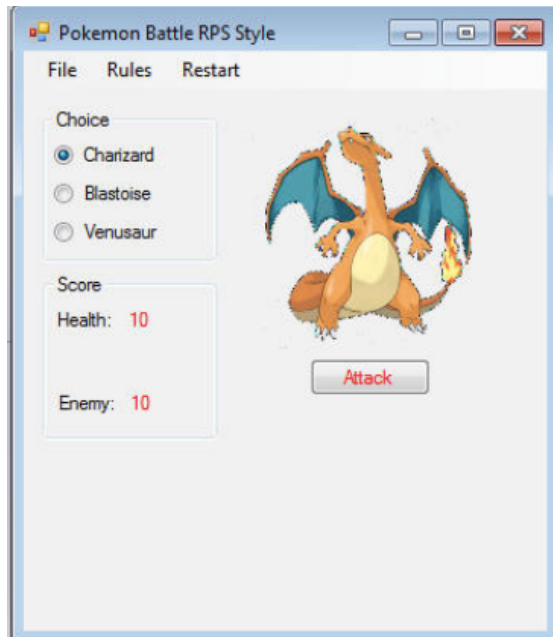 Pokemon Battle RPS Style
File Rules Restart
Choice
Charizard
Blastoise
Venusaur
Score
Health: 10
Enemy: 10
Attack